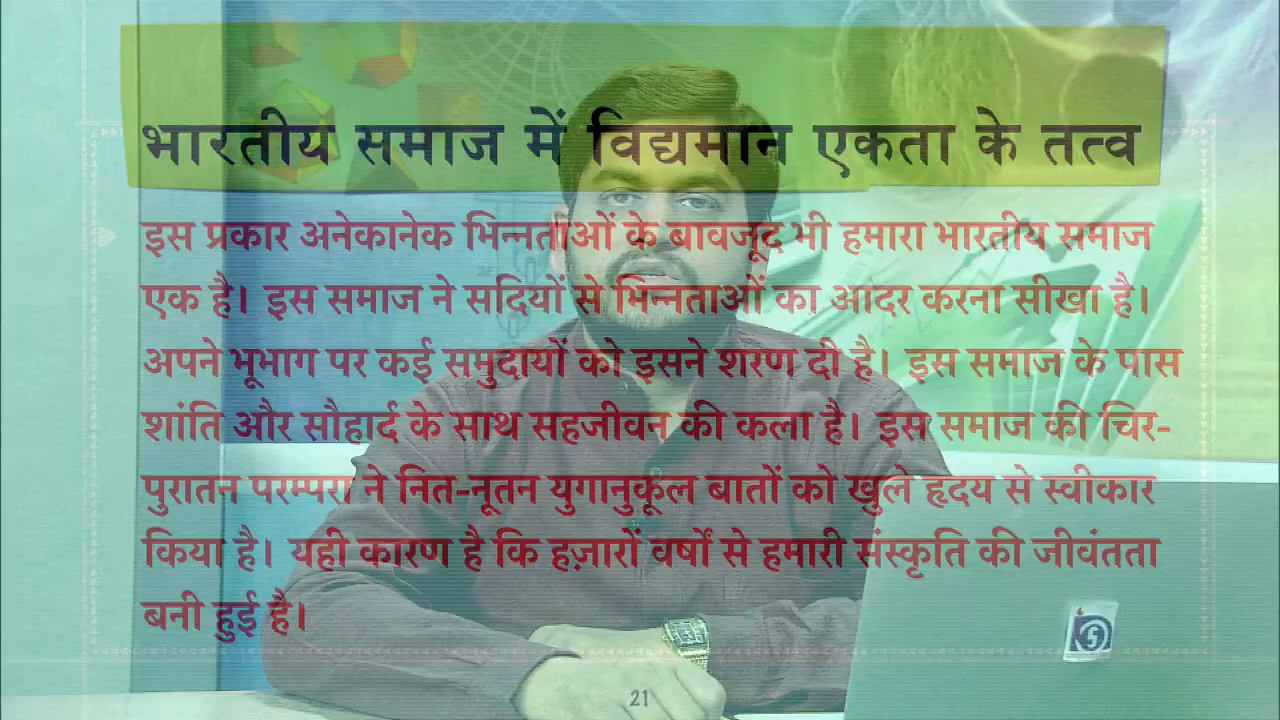 भारतीय समाज में विद्यमान एकता के तत्व
इस प्रकार अनेकानेक भिन्नताओं के बावजूद भी हमारा भारतीय समाज
एक है। इस समाज ने सदियों से भिन्नताओं का आदर करना सीखा है।
अपने भूभाग पर कई समुदायों को इसने शरण दी है। इस समाज के पास
शांति और सौहार्द के साथ सहजीवन की कला है। इस समाज की चिर-
पुरातन परम्परा ने नित-नूतन युगानुकूल बातों को खुले हृदय से स्वीकार
किया है। यही कारण है कि हज़ारों वर्षों से हमारी संस्कृति की जीवंतता
बनी हुई है।
21